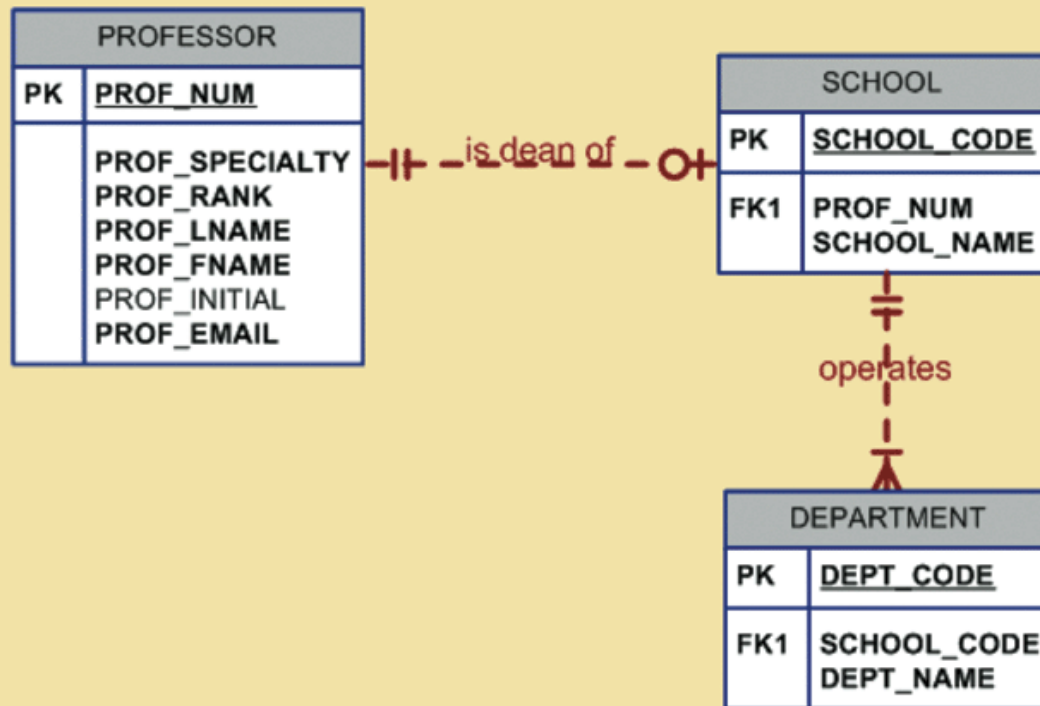 PROFESSOR
PK PROF_NUM
PROF_SPECIALTY
PROF_RANK
PROF_LNAME
PROF_FNAME
PROF_INITIAL
PROF_EMAIL
is dean of
SCHOOL
PK SCHOOL_CODE
FK1 PROF_NUM
SCHOOL_NAME
operates
DEPARTMENT
PK DEPT_CODE
FK1 SCHOOL_CODE
DEPT_NAME